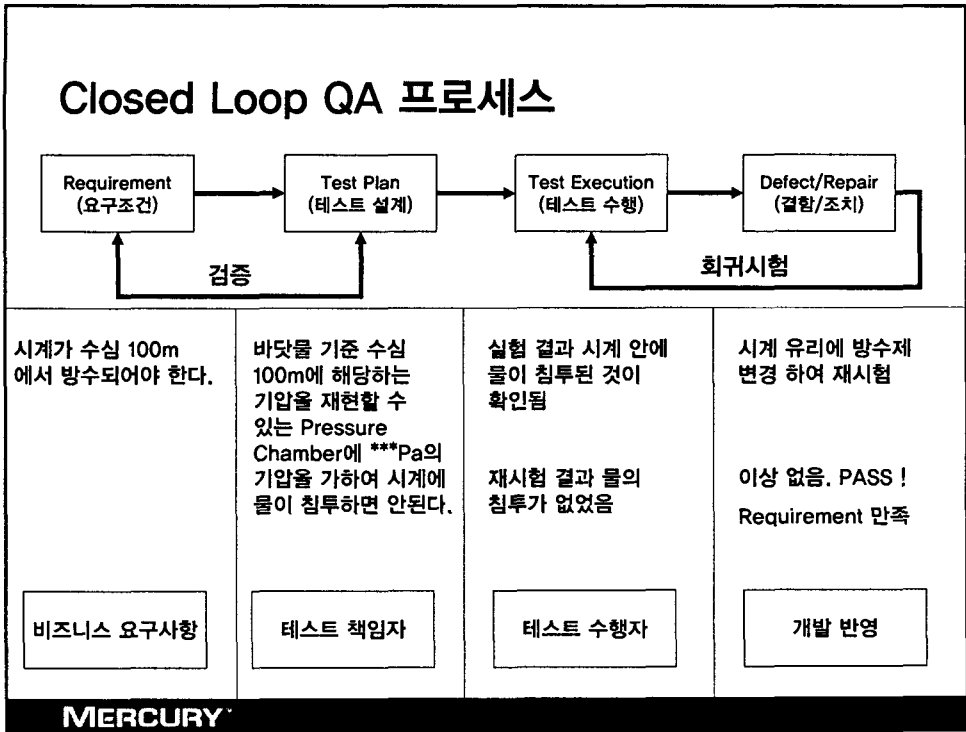 Closed Loop QA 프로세스
Requirement
(요구조건)
Test Plan
(테스트 설계)
Test Execution
(테스트 수행)
Defect/Repair
(결함/조치)
검증
회귀시험
시계가 수심 100m
에서 방수되어야 한다.
바닷물 기준 수심
100m에 해당하는
기압을 재현할 수
있는 Pressure
Chamber에 ***Pa의
기압을 가하여 시계에
물이 침투하면 안된다.
실험 결과 시계 안에
물이 침투된 것이
확인됨
재시험 결과 물의
침투가 없었음
시계 유리에 방수제
변경 하여 재시험
이상 없음. PASS !
Requirement 만족
비즈니스 요구사항
테스트 책임자
테스트 수행자
개발 반영
MERCURY